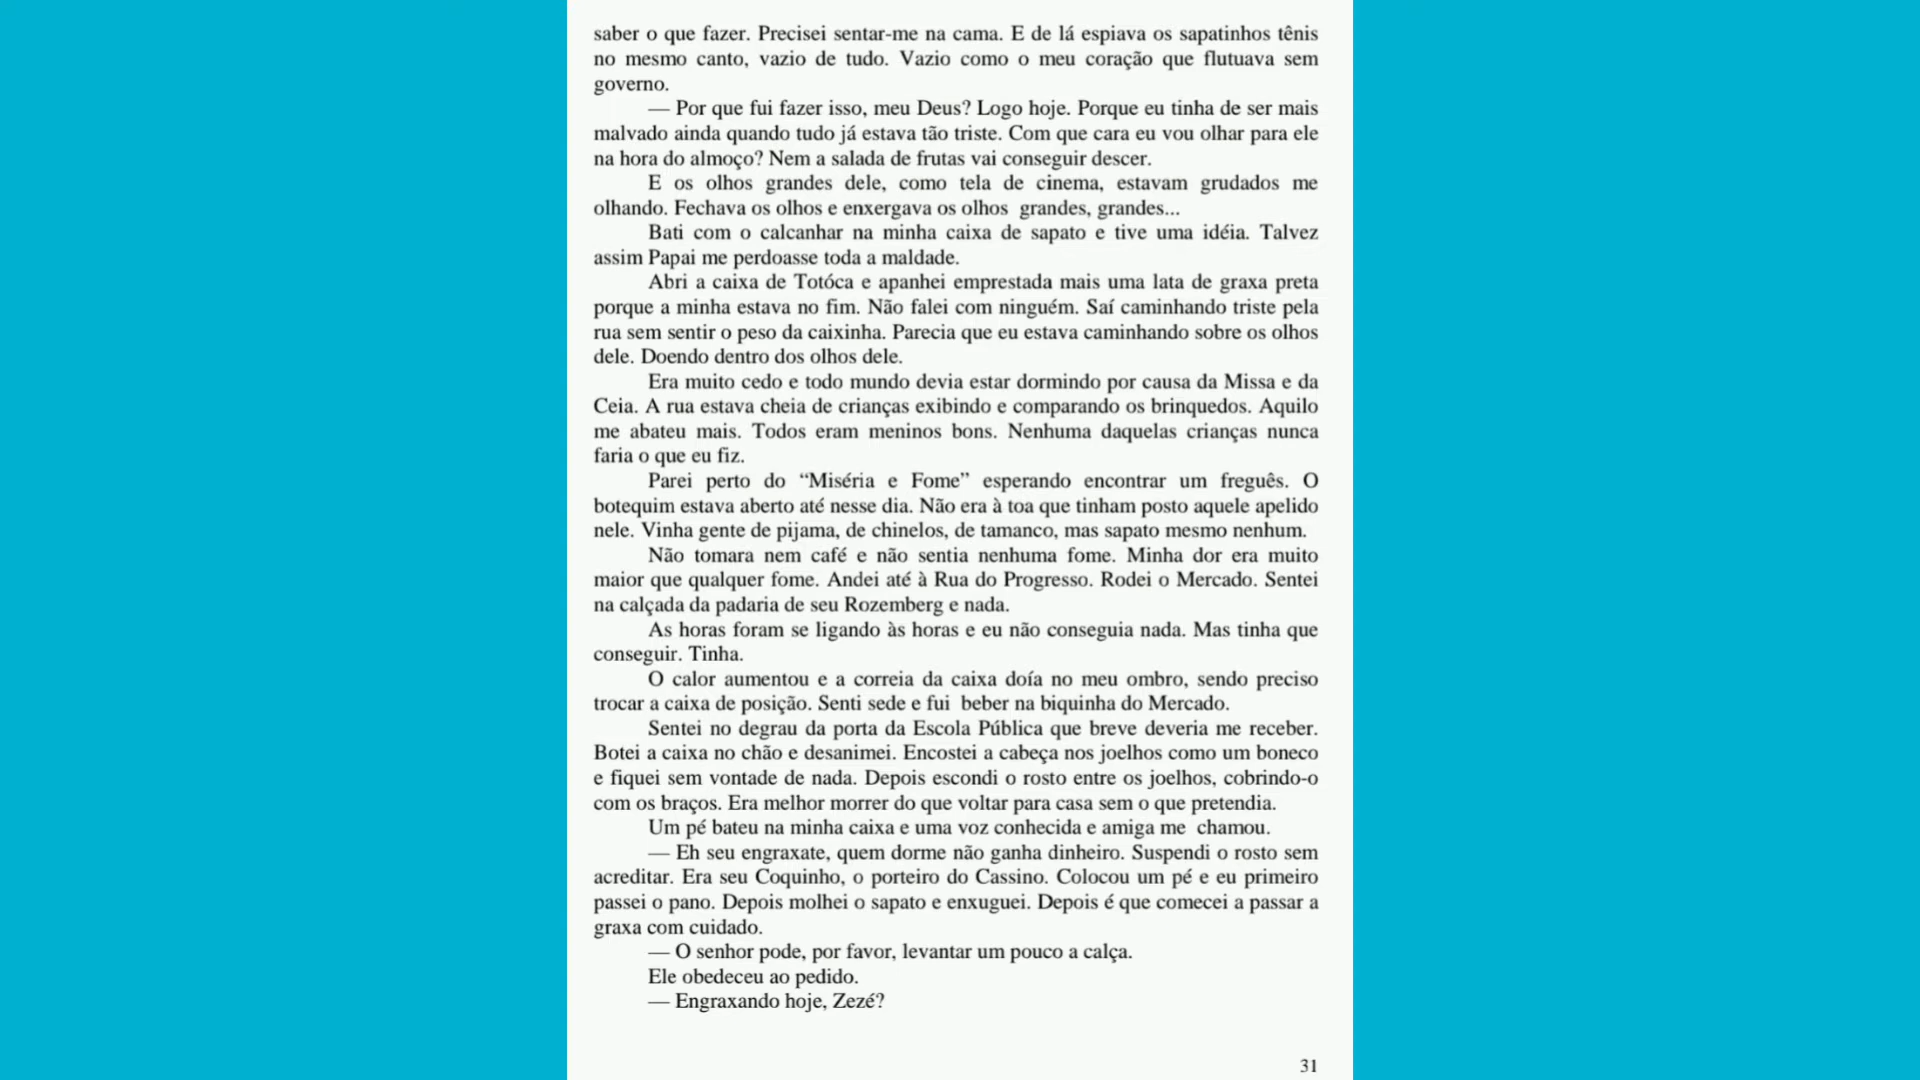 saber o que fazer. Precisei sentar-me na cama. E de lá espiava os sapatinhos tênis
no mesmo canto, vazio de tudo. Vazio como o meu coração que flutuava sem
governo.
— Por que fui fazer isso, meu Deus? Logo hoje. Porque eu tinha de ser mais
malvado ainda quando tudo já estava tão triste. Com que cara eu vou olhar para ele
na hora do almoço? Nem a salada de frutas vai conseguir descer.
E os olhos grandes dele, como tela de cinema, estavam grudados me
olhando. Fechava os olhos e enxergava os olhos grandes, grandes...
Bati com o calcanhar na minha caixa de sapato e tive uma idéia. Talvez
assim Papai me perdoasse toda a maldade.
Abri a caixa de Totóca e apanhei emprestada mais uma lata de graxa preta
porque a minha estava no fim. Não falei com ninguém. Saí caminhando triste pela
rua sem sentir o peso da caixinha. Parecia que eu estava caminhando sobre os olhos
dele. Doendo dentro dos olhos dele.
Era muito cedo e todo mundo devia estar dormindo por causa da Missa e da
Ceia. A rua estava cheia de crianças exibindo e comparando os brinquedos. Aquilo
me abateu mais. Todos eram meninos bons. Nenhuma daquelas crianças nunca
faria o que eu fiz.
Parei perto do “Miséria e Fome” esperando encontrar um freguês. O
botequim estava aberto até nesse dia. Não era à toa que tinham posto aquele apelido
nele. Vinha gente de pijama, de chinelos, de tamanco, mas sapato mesmo nenhum.
Não tomara nem café e não sentia nenhuma fome. Minha dor era muito
maior que qualquer fome. Andei até à Rua do Progresso. Rodei o Mercado. Sentei
na calçada da padaria de seu Rozemberg e nada.
As horas foram se ligando às horas e eu não conseguia nada. Mas tinha que
conseguir. Tinha.
O calor aumentou e a correia da caixa doía no meu ombro, sendo preciso
trocar a caixa de posição. Senti sede e fui beber na biquinha do Mercado.
Sentei no degrau da porta da Escola Pública que breve deveria me receber.
Botei a caixa no chão e desanimei. Encostei a cabeça nos joelhos como um boneco
e fiquei sem vontade de nada. Depois escondi o rosto entre os joelhos, cobrindo-o
com os braços. Era melhor morrer do que voltar para casa sem o que pretendia.
Um pé bateu na minha caixa e uma voz conhecida e amiga me chamou.
— Eh seu engraxate, quem dorme não ganha dinheiro. Suspendi o rosto sem
acreditar. Era seu Coquinho, o porteiro do Cassino. Colocou um pé e eu primeiro
passei o pano. Depois molhei o sapato e enxuguei. Depois é que comecei a passar a
graxa com cuidado.
— O senhor pode, por favor, levantar um pouco a calça.
Ele obedeceu ao pedido.
— Engraxando hoje, Zezé?
31